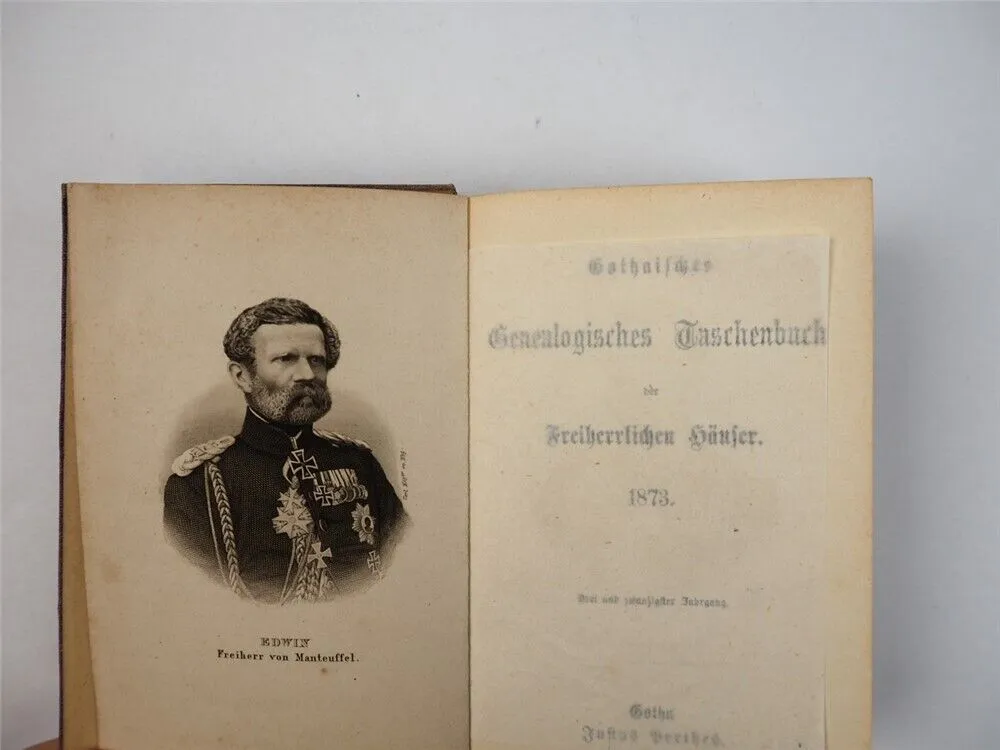 EDWIN
Freiherr von Manteuffel.
Gothaisches
Genealogisches Taschenbuch
der
Freiherrlichen Häuser.
1873.
Drei und zwanzigster Jahrgang.
Gotha
Justus Perthes